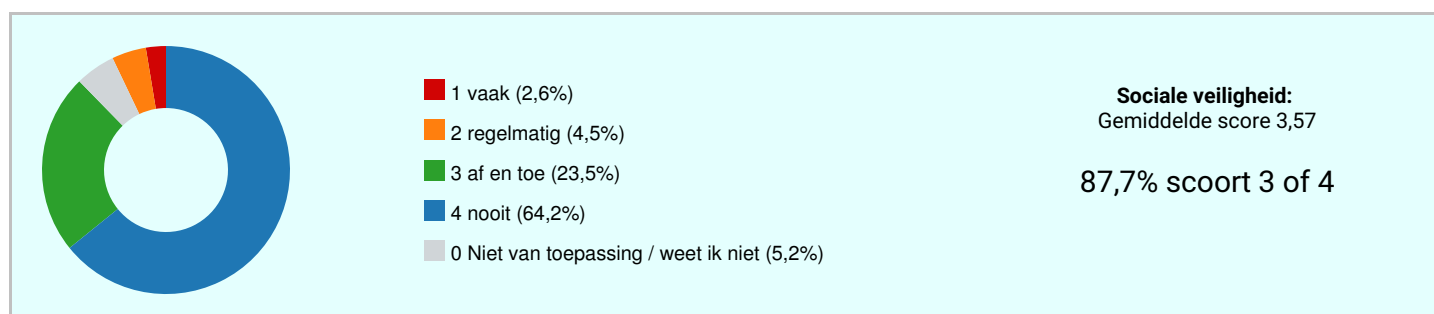 1 vaak (2,6%)
2 regelmatig (4,5%)
3 af en toe (23,5%)
4 nooit (64,2%)
0 Niet van toepassing / weet ik niet (5,2%)
Sociale veiligheid:
Gemiddelde score 3,57
87,7% scoort 3 of 4